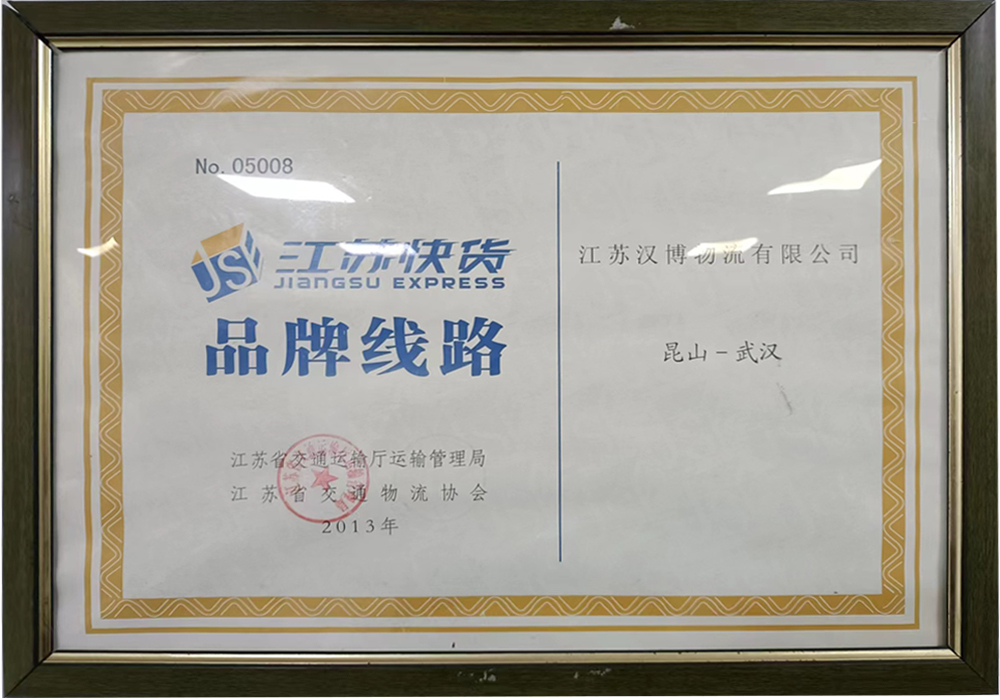 No. 05008
JSE
江苏快货
JIANGSU EXPRESS
品牌线路
江苏省交通运输厅运输管理局
江苏省交通物流协会
2013年
江苏汉博物流有限公司
昆山－武汉